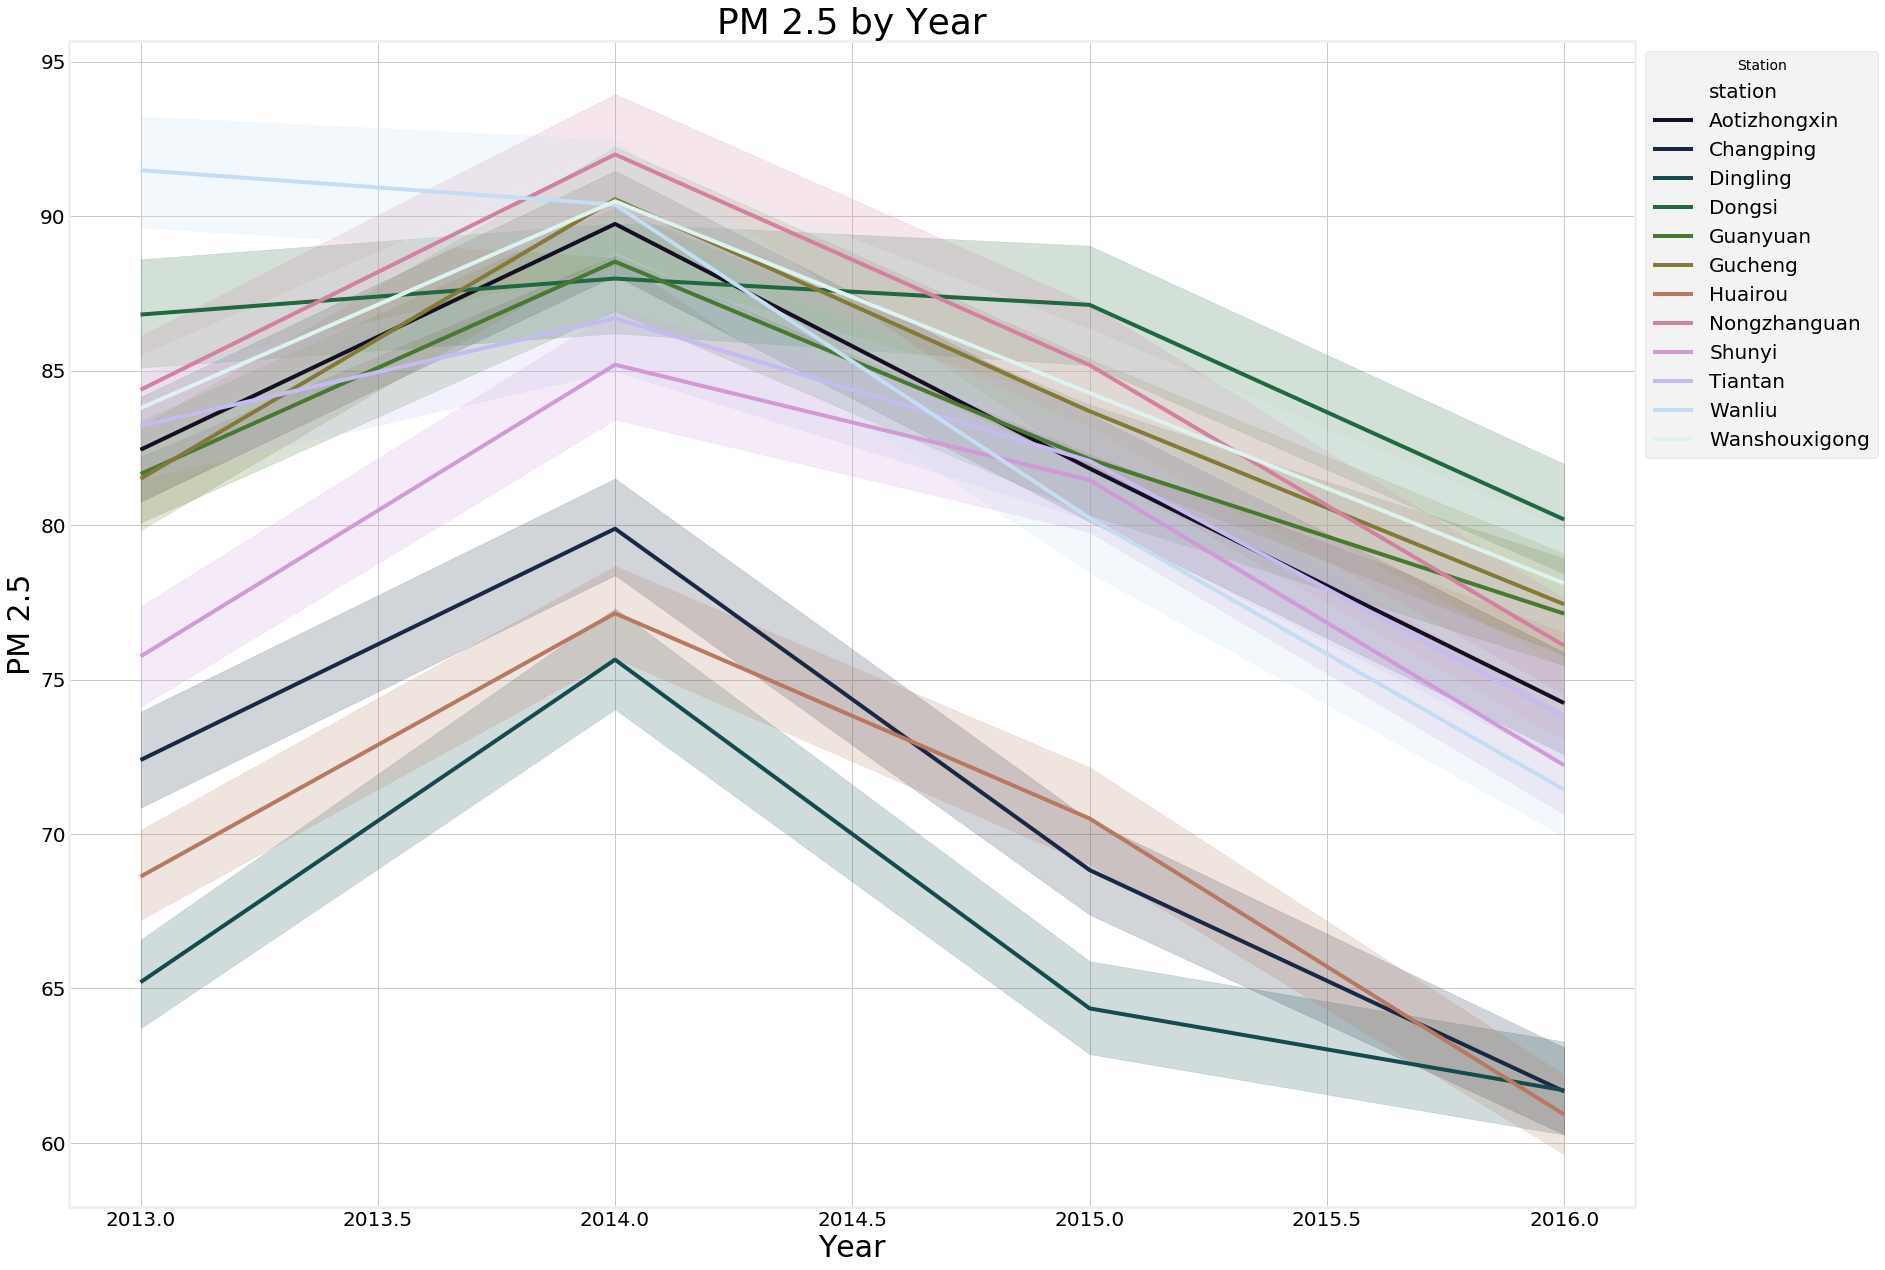 PM 2.5 by Year
95
90
85
80
75
70
65
60
PM 2.5
2013.0 2013.5 2014.0 2014.5 2015.0 2015.5 2016.0
Year
Station
station
Aotizhongxin
Changping
Dingling
Dongsi
Guanyuan
Gucheng
Huairou
Nongzhanguan
Shunyi
Tiantan
Wanliu
Wanshouxigong